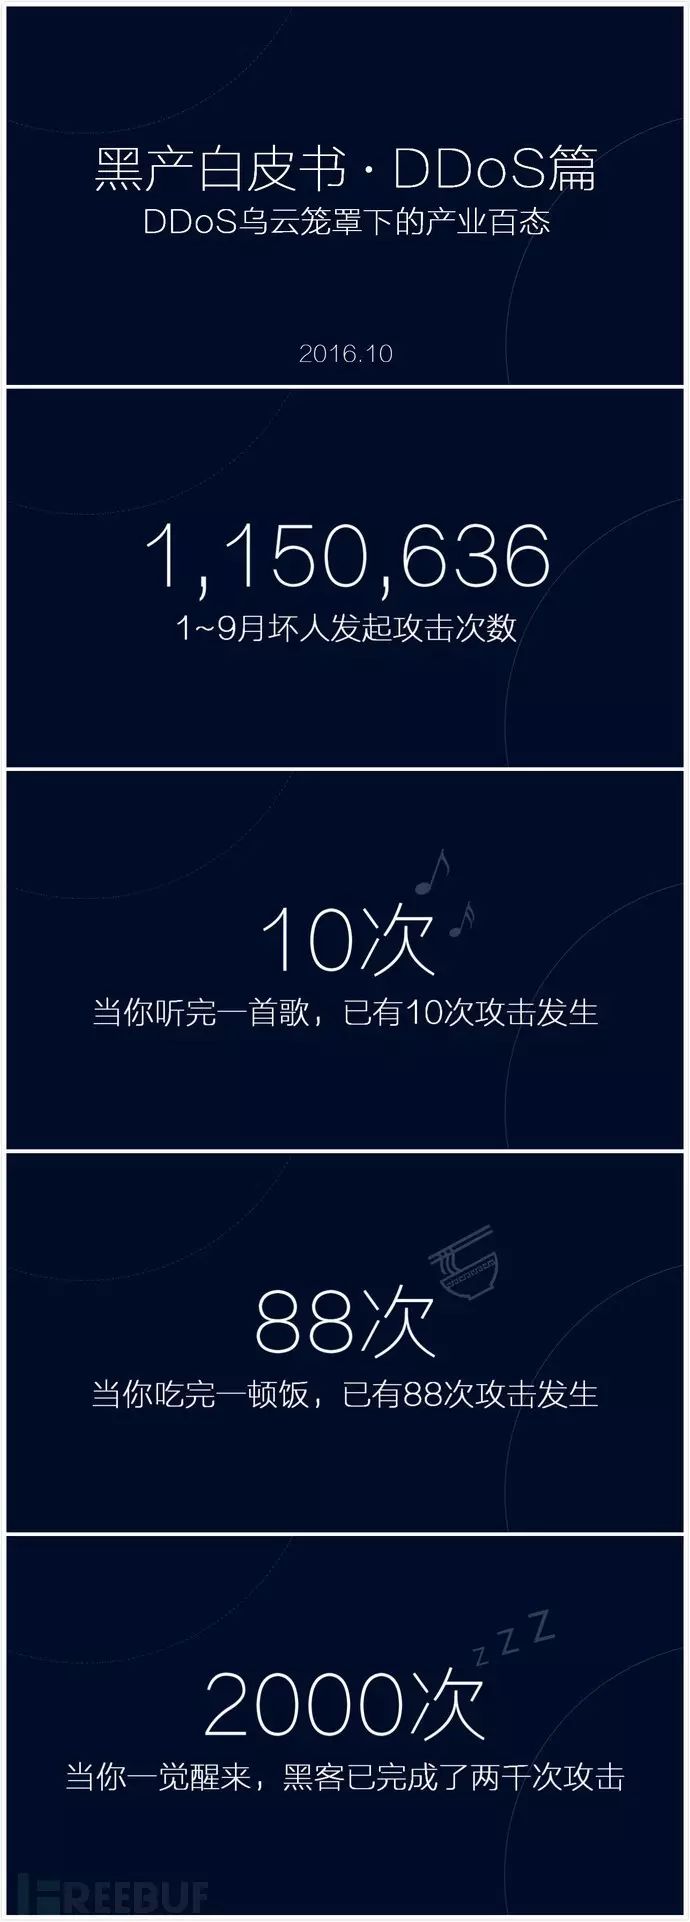 黑产白皮书·DDoS篇
DDoS乌云笼罩下的产业百态
2016.10
1,150,636
1~9月坏人发起攻击次数
10次
当你听完一首歌，已有10次攻击发生
88次
当你吃完一顿饭，已有88次攻击发生
z z Z
2000次
当你一觉醒来，黑客已完成了两千次攻击
FREEBUF